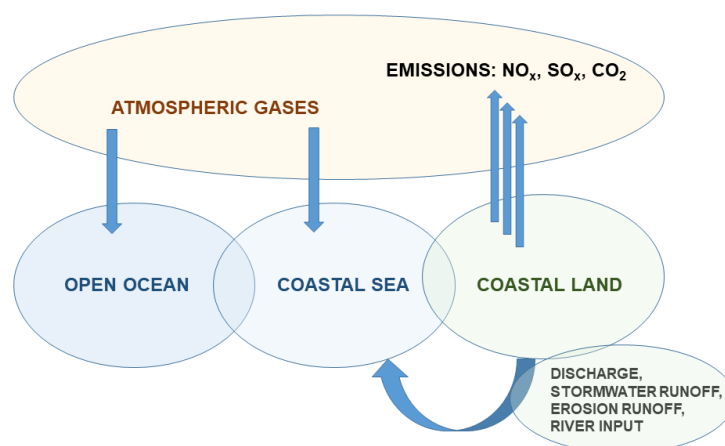 EMISSIONS: NOₓ, SOₓ, CO₂
ATMOSPHERIC GASES
OPEN OCEAN
COASTAL SEA
COASTAL LAND
DISCHARGE,
STORMWATER RUNOFF,
EROSION RUNOFF,
RIVER INPUT